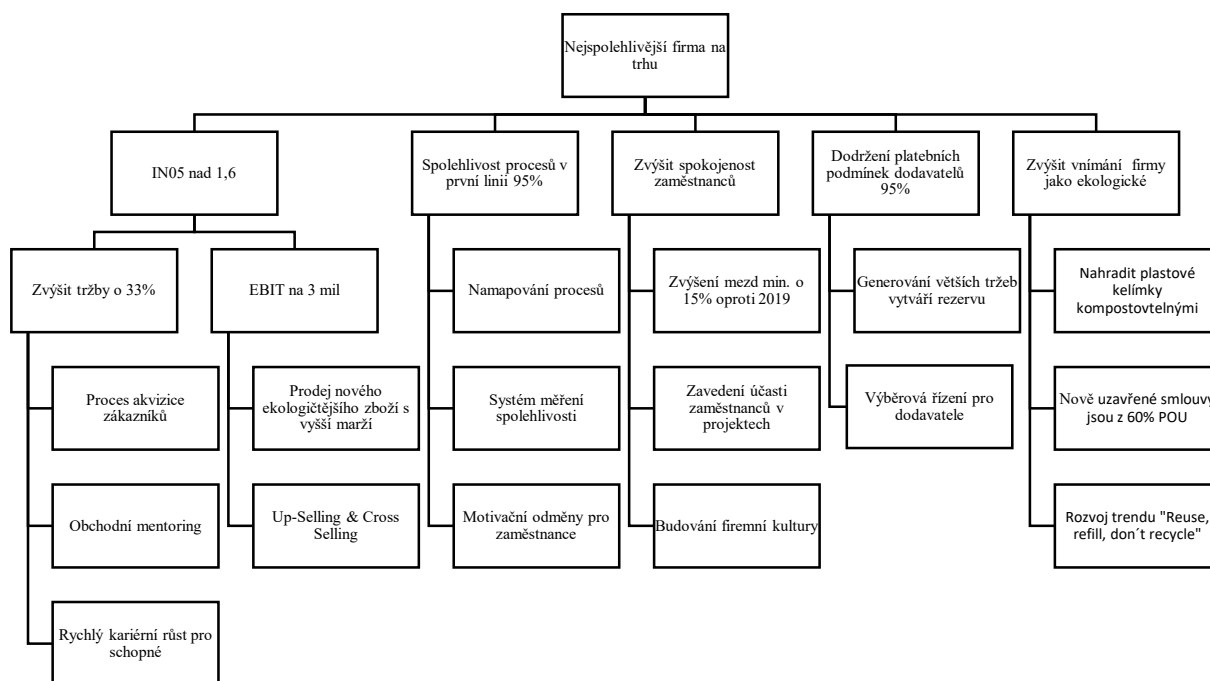 Nejspolehlivější firma na
trhu
IN05 nad 1,6
Spolehlivost procesů v
první linii 95%
Zvýšit spokojenost
zaměstnanců
Dodržení platebních
podmínek dodavatelů
95%
Zvýšit vnímání firmy
jako ekologické
Zvýšit tržby o 33%
EBIT na 3 mil
Namapování procesů
Zvýšení mezd min. o
15% oproti 2019
Generování větších tržeb
vytváří rezervu
Nahradit plastové
kelímky
kompostovtelnými
Proces akvizice
zákazníků
Prodej nového
ekologičtějšího zboží s
vyšší marží
Systém měření
spolehlivosti
Zavedení účasti
zaměstnanců v
projektech
Výběrová řízení pro
dodavatele
Nově uzavřené smlouvy
jsou z 60% POU
Obchodní mentoring
Up-Selling & Cross
Selling
Motivační odměny pro
zaměstnance
Budování firemní kultury
Rozvoj trendu "Reuse,
refill, don´t recycle"
Rychlý kariérní růst pro
schopné